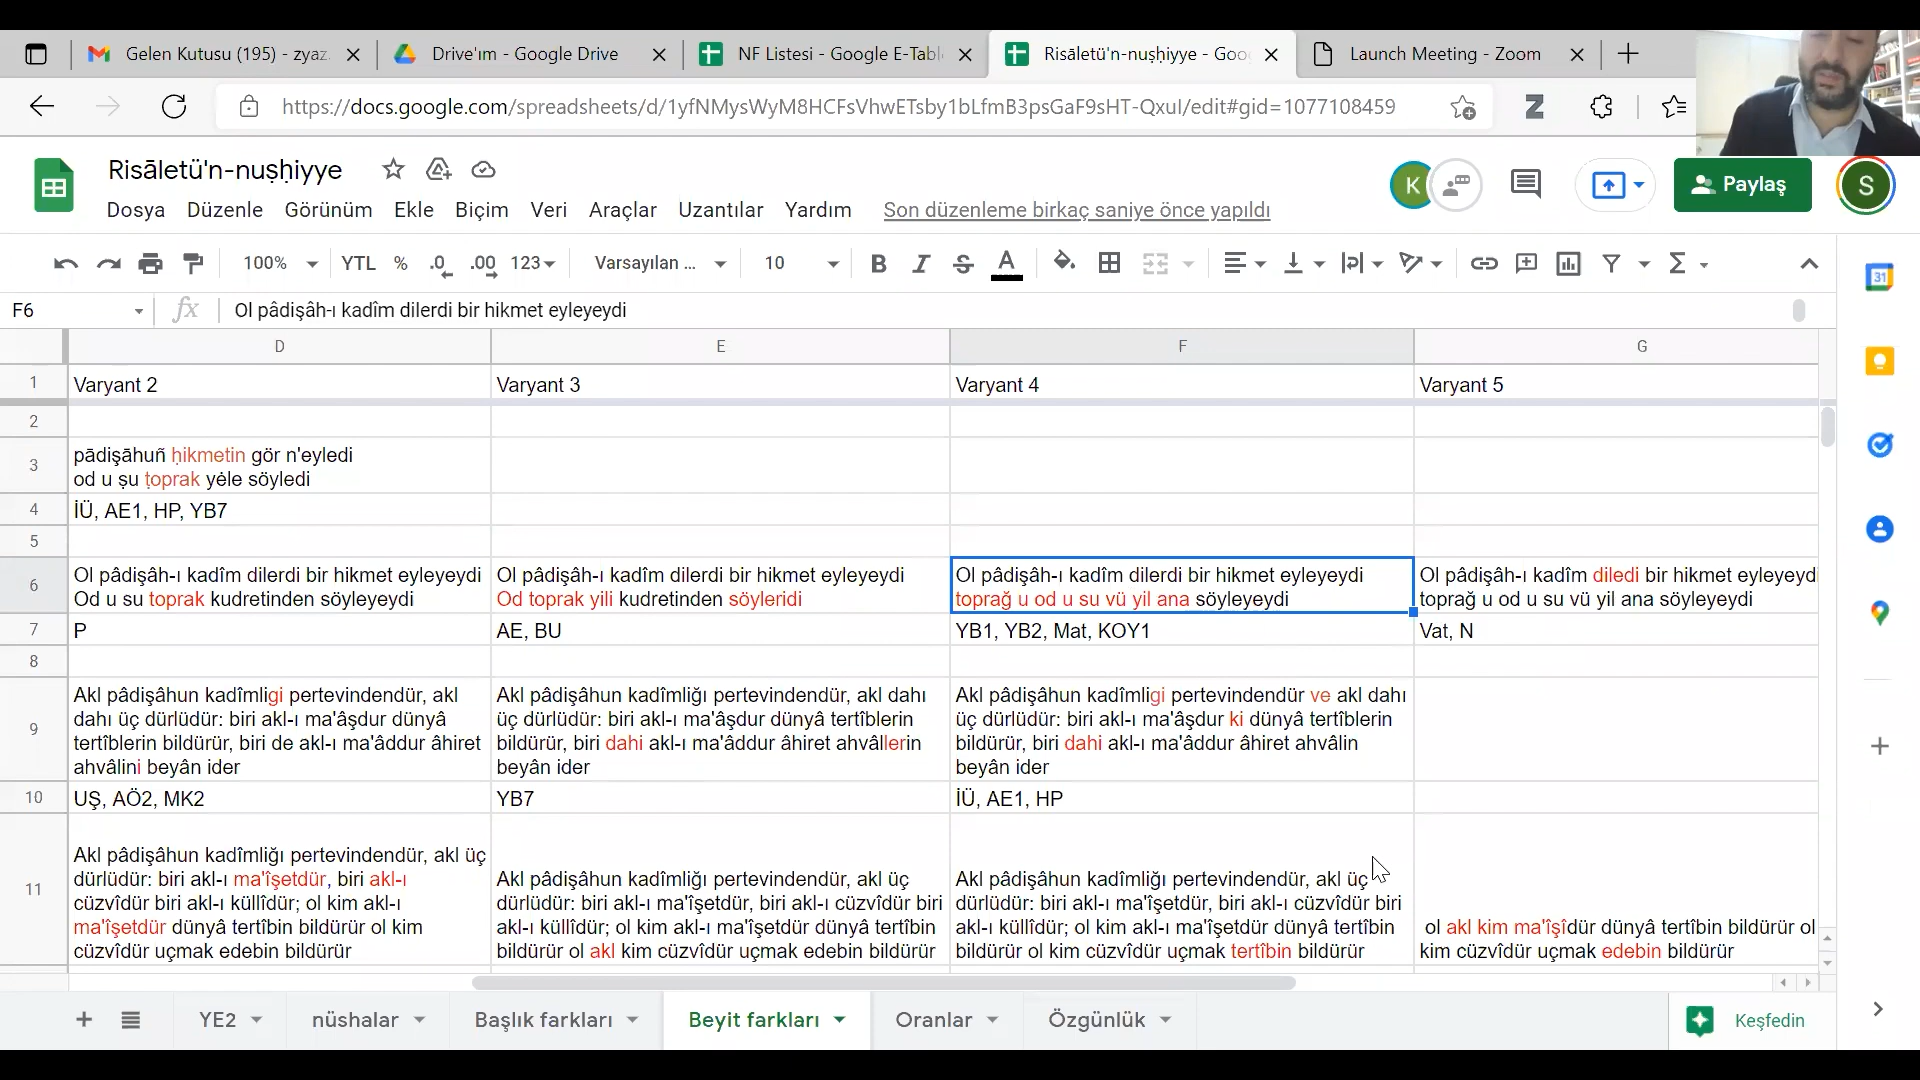 Gelen Kutusu (195) - zyaz
Drive'ım - Google Drive
NF Listesi - Google E-Tabl
Risāletü'n-nuṣḥiyye - Goo
Launch Meeting - Zoom
https://docs.google.com/spreadsheets/d/1yfNMysWyM8HCFsVhwETsby1bLfmB3psGaF9sHT-QxuI/edit#gid=1077108459
Risāletü'n-nuṣḥiyye
K
Paylaş
S
Dosya Düzenle Görünüm Ekle Biçim Veri Araçlar Uzantılar Yardım Son düzenleme birkaç saniye önce yapıldı
100% YTL % .0 .00 123 Varsayılan ... 10 B I S A
31
F6 fx Ol pâdişâh-ı kadîm dilerdi bir hikmet eyleyeydi
D E F G
1 Varyant 2 Varyant 3 Varyant 4 Varyant 5
2
3
pādişāhuñ ḥikmetin gör n'eyledi
od u ṣu ṭoprak yėle söyledi
4 İÜ, AE1, HP, YB7
5
6
Ol pâdişâh-ı kadîm dilerdi bir hikmet eyleyeydi
Od u su toprak kudretinden söyleyeydi
Ol pâdişâh-ı kadîm dilerdi bir hikmet eyleyeydi
Od toprak yili kudretinden söyleridi
Ol pâdişâh-ı kadîm dilerdi bir hikmet eyleyeydi
toprağ u od u su vü yil ana söyleyeydi
Ol pâdişâh-ı kadîm diledi bir hikmet eyleyeyd
toprağ u od u su vü yil ana söyleyeydi
7 P AE, BU YB1, YB2, Mat, KOY1 Vat, N
8
9
Akl pâdişâhun kadîmligi pertevindendür, akl
dahı üç dürlüdür: biri akl-ı ma'âşdur dünyâ
tertîblerin bildürür, biri de akl-ı ma'âddur âhiret
ahvâlini beyân ider
Akl pâdişâhun kadîmliğı pertevindendür, akl dahı
üç dürlüdür: biri akl-ı ma'âşdur dünyâ tertîblerin
bildürür, biri dahi akl-ı ma'âddur âhiret ahvâllerin
beyân ider
Akl pâdişâhun kadîmligi pertevindendür ve akl dahı
üç dürlüdür: biri akl-ı ma'âşdur ki dünyâ tertîblerin
bildürür, biri dahi akl-ı ma'âddur âhiret ahvâlin
beyân ider
10 UŞ, AÖ2, MK2 YB7 İÜ, AE1, HP
11
Akl pâdişâhun kadîmliğı pertevindendür, akl üç
dürlüdür: biri akl-ı ma'îşetdür, biri akl-ı
cüzvîdür biri akl-ı küllîdür; ol kim akl-ı
ma'îşetdür dünyâ tertîbin bildürür ol kim
cüzvîdür uçmak edebin bildürür
Akl pâdişâhun kadîmliğı pertevindendür, akl üç
dürlüdür: biri akl-ı ma'îşetdür, biri akl-ı cüzvîdür biri
akl-ı küllîdür; ol kim akl-ı ma'îşetdür dünyâ tertîbin
bildürür ol akl kim cüzvîdür uçmak edebin bildürür
Akl pâdişâhun kadîmliğı pertevindendür, akl üç
dürlüdür: biri akl-ı ma'îşetdür, biri akl-ı cüzvîdür biri
akl-ı küllîdür; ol kim akl-ı ma'îşetdür dünyâ tertîbin
bildürür ol kim cüzvîdür uçmak tertîbin bildürür
ol akl kim ma'îşîdür dünyâ tertîbin bildürür ol
kim cüzvîdür uçmak edebin bildürür
YE2 nüshalar Başlık farkları Beyit farkları Oranlar Özgünlük Keşfedin